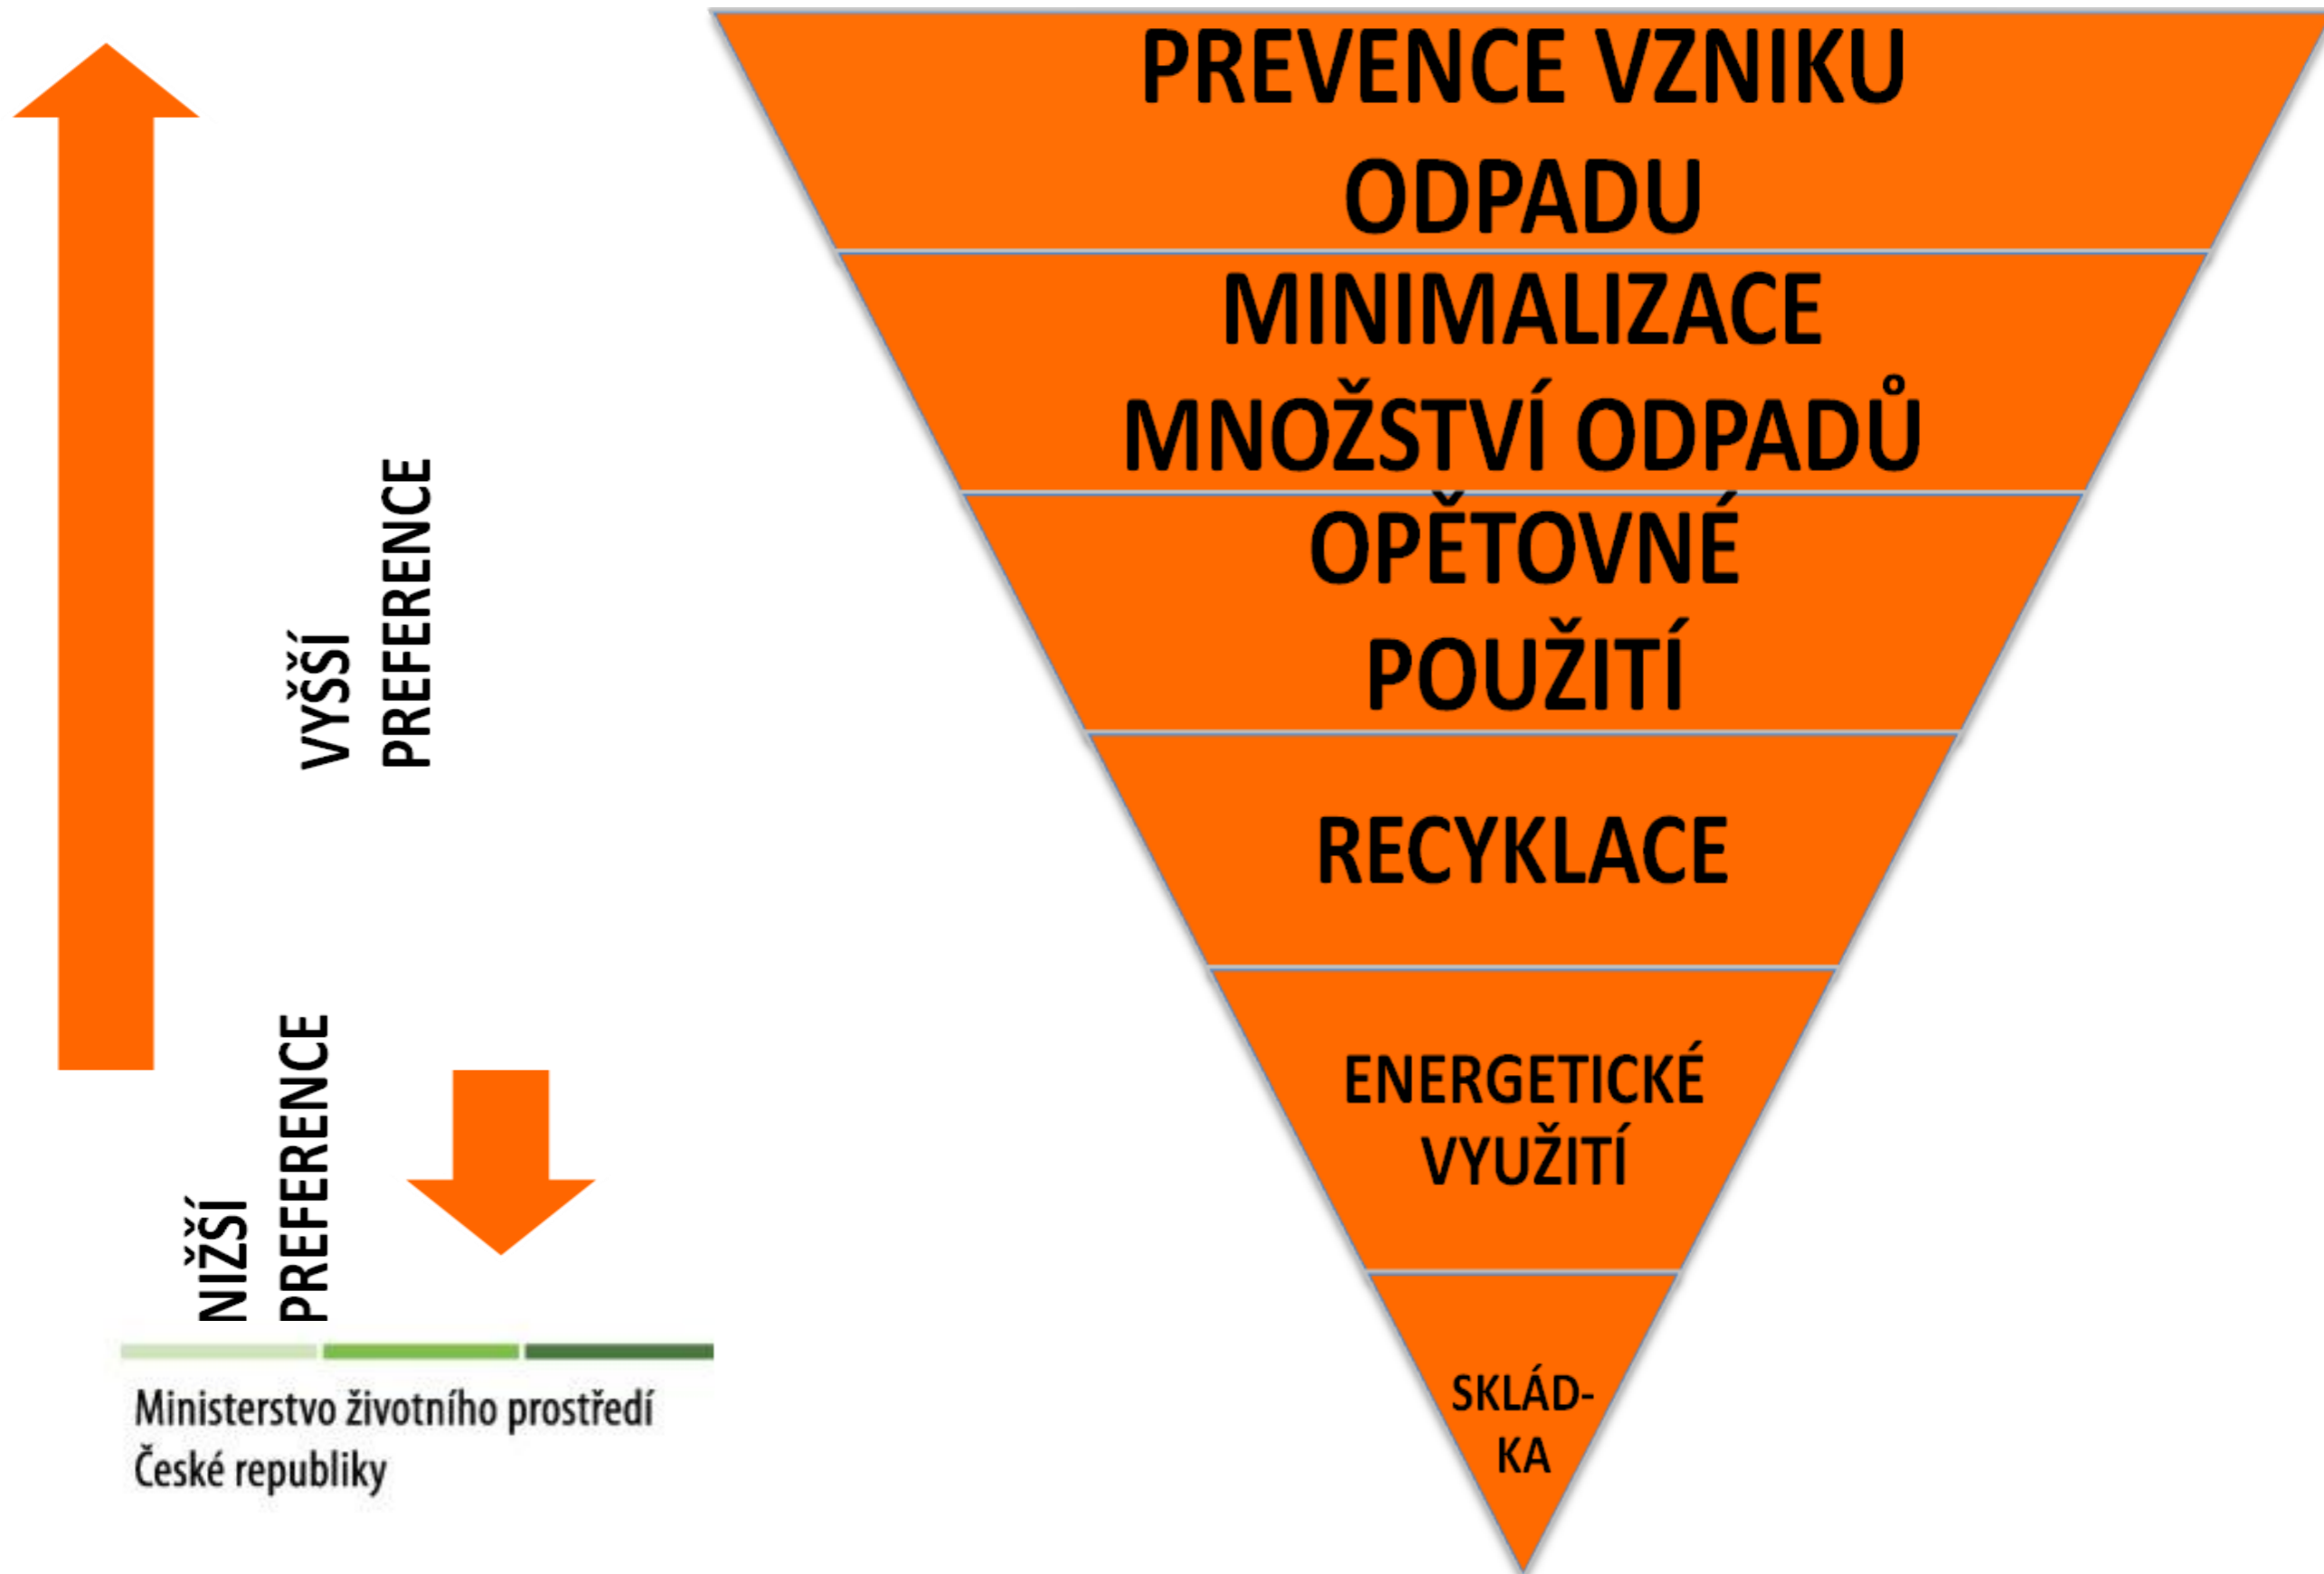 PREVENCE VZNIKU
ODPADU
MINIMALIZACE
MNOŽSTVÍ ODPADŮ
OPĚTOVNÉ
POUŽITÍ
RECYKLACE
ENERGETICKÉ
VYUŽITÍ
SKLÁD-
KA
VYŠŠÍ
PREFERENCE
NIŽŠÍ
PREFERENCE
Ministerstvo životního prostředí
České republiky